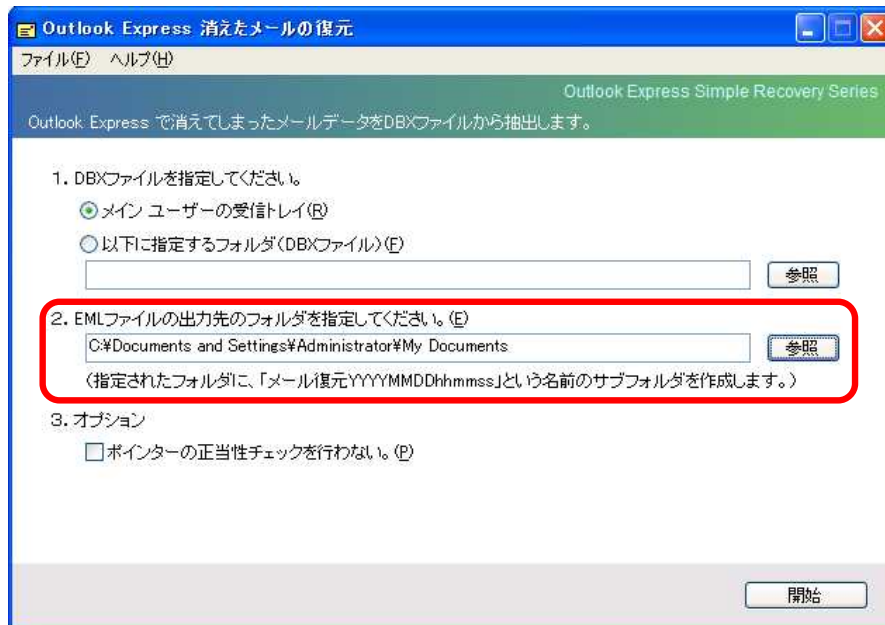 Outlook Express 消えたメールの復元
ファイル(F) ヘルプ(H)
Outlook Express Simple Recovery Series
Outlook Express で消えてしまったメールデータをDBXファイルから抽出します。
1. DBXファイルを指定してください。
メイン ユーザーの受信トレイ(R)
以下に指定するフォルダ(DBXファイル)(F)
参照
2. EMLファイルの出力先のフォルダを指定してください。(E)
C:¥Documents and Settings¥Administrator¥My Documents
参照
(指定されたフォルダに、「メール復元YYYYMMDDhhmmss」という名前のサブフォルダを作成します。)
3. オプション
ポインターの正当性チェックを行わない。(P)
開始